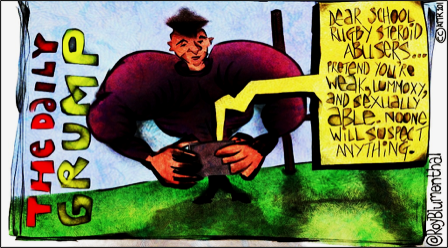 THE DAILY
GRUMP
DEAR SCHOOL
RUGBY STEROID
ABUSERS...
PRETEND YOU'RE
WEAK, LUMMOXY,
AND SEXUALLY
ABLE. NOONE
WILL SUSPECT
ANYTHING.
@RoyBlumenthal